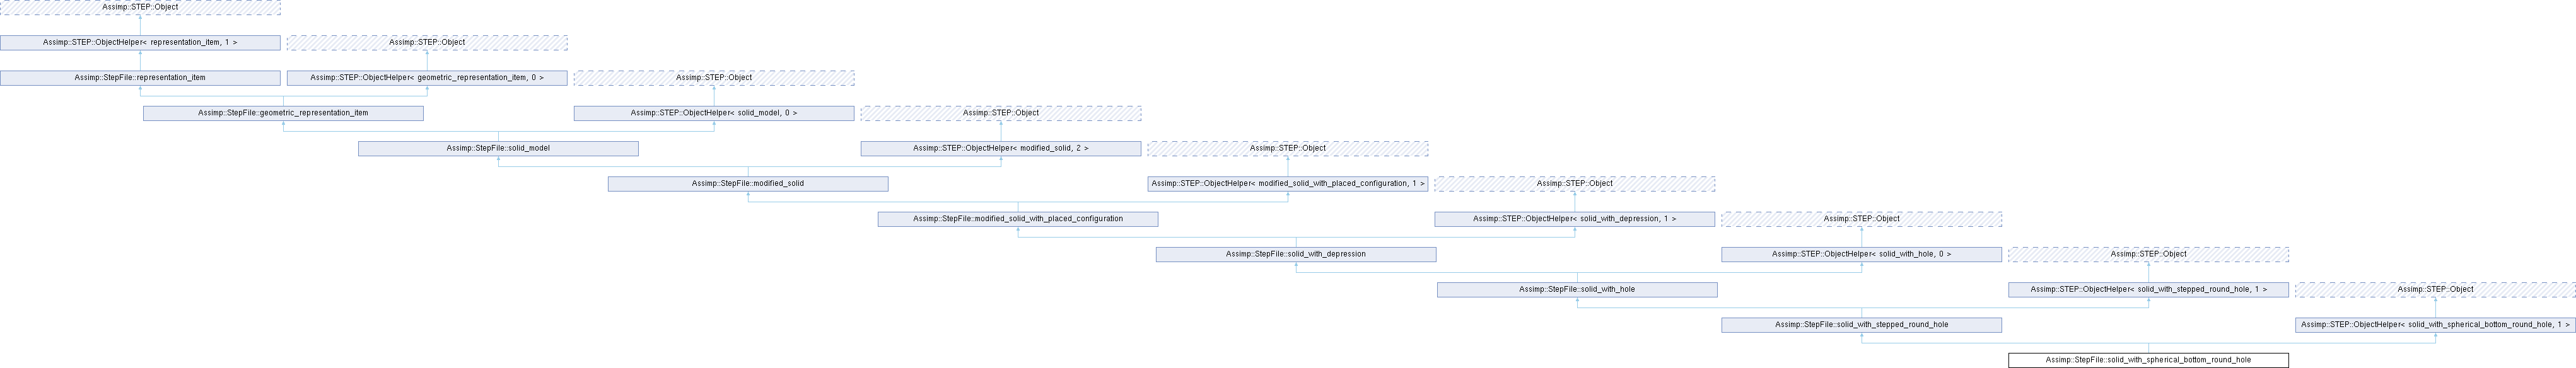 Assimp::STEP::Object
Assimp::STEP::ObjectHelper< representation_item, 1 >
Assimp::STEP::Object
Assimp::StepFile::representation_item
Assimp::STEP::ObjectHelper< geometric_representation_item, 0 >
Assimp::STEP::Object
Assimp::StepFile::geometric_representation_item
Assimp::STEP::ObjectHelper< solid_model, 0 >
Assimp::STEP::Object
Assimp::StepFile::solid_model
Assimp::STEP::ObjectHelper< modified_solid, 2 >
Assimp::STEP::Object
Assimp::StepFile::modified_solid
Assimp::STEP::ObjectHelper< modified_solid_with_placed_configuration, 1 >
Assimp::STEP::Object
Assimp::StepFile::modified_solid_with_placed_configuration
Assimp::STEP::ObjectHelper< solid_with_depression, 1 >
Assimp::STEP::Object
Assimp::StepFile::solid_with_depression
Assimp::STEP::ObjectHelper< solid_with_hole, 0 >
Assimp::STEP::Object
Assimp::StepFile::solid_with_hole
Assimp::STEP::ObjectHelper< solid_with_stepped_round_hole, 1 >
Assimp::STEP::Object
Assimp::StepFile::solid_with_stepped_round_hole
Assimp::STEP::ObjectHelper< solid_with_spherical_bottom_round_hole, 1 >
Assimp::StepFile::solid_with_spherical_bottom_round_hole